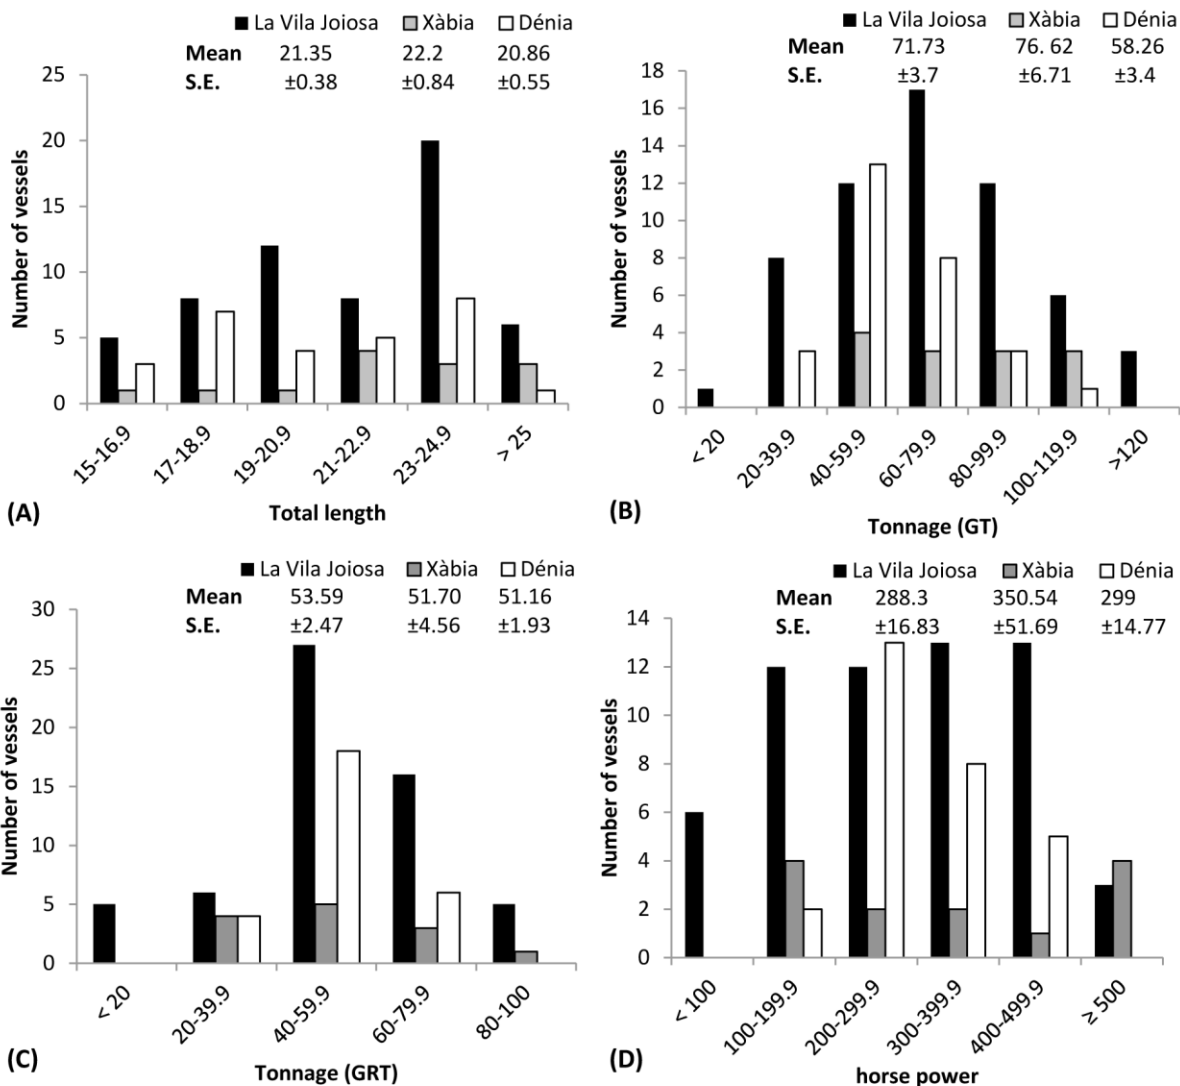 La Vila Joiosa Xàbia Dénia
Mean 21.35 22.2 20.86
S.E. ±0.38 ±0.84 ±0.55
25
20
15
10
5
0
Number of vessels
15-16.9 17-18.9 19-20.9 21-22.9 23-24.9 > 25
Total length
(A)
La Vila Joiosa Xàbia Dénia
Mean 71.73 76. 62 58.26
S.E. ±3.7 ±6.71 ±3.4
18
16
14
12
10
8
6
4
2
0
Number of vessels
< 20 20-39.9 40-59.9 60-79.9 80-99.9 100-119.9 >120
Tonnage (GT)
(B)
La Vila Joiosa Xàbia Dénia
Mean 53.59 51.70 51.16
S.E. ±2.47 ±4.56 ±1.93
30
25
20
15
10
5
0
Number of vessels
< 20 20-39.9 40-59.9 60-79.9 80-100
Tonnage (GRT)
(C)
La Vila Joiosa Xàbia Dénia
Mean 288.3 350.54 299
S.E. ±16.83 ±51.69 ±14.77
14
12
10
8
6
4
2
0
Number of vessels
< 100 100-199.9 200-299.9 300-399.9 400-499.9 ≥ 500
horse power
(D)